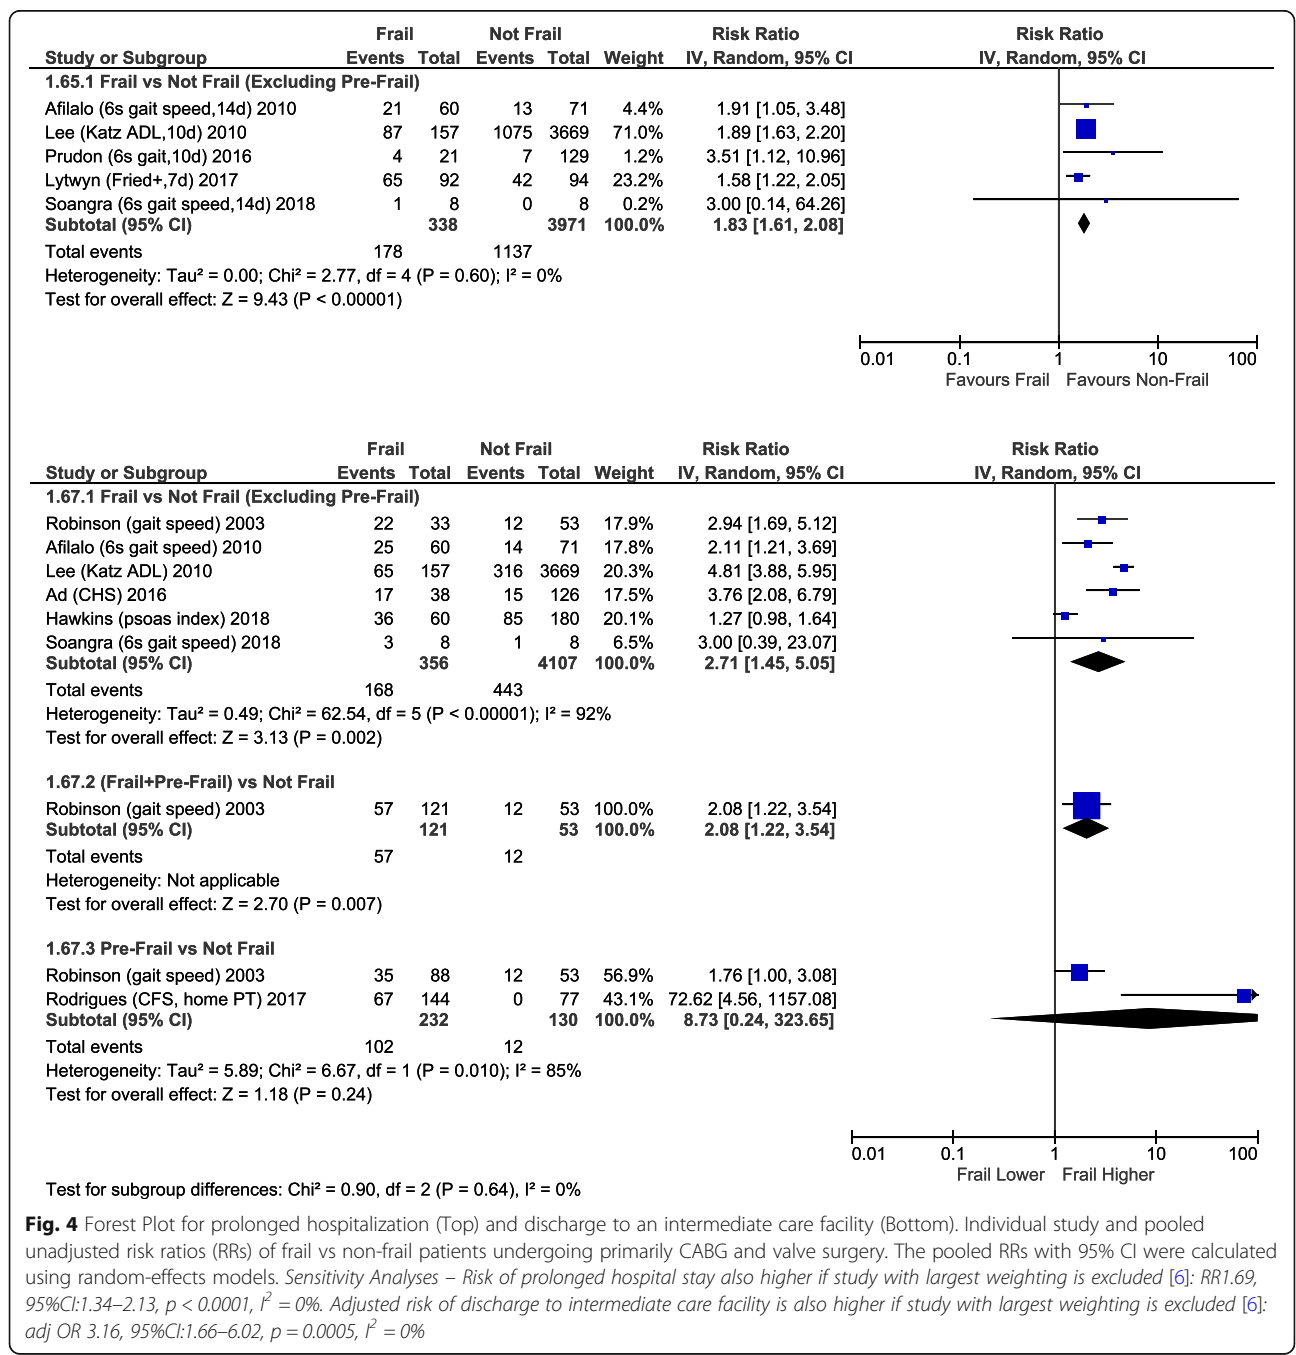 Frail Not Frail Risk Ratio Risk Ratio
Study or Subgroup Events Total Events Total Weight IV, Random, 95% CI IV, Random, 95% CI
1.65.1 Frail vs Not Frail (Excluding Pre-Frail)
Afilalo (6s gait speed,14d) 2010 21 60 13 71 4.4% 1.91 [1.05, 3.48]
Lee (Katz ADL,10d) 2010 87 157 1075 3669 71.0% 1.89 [1.63, 2.20]
Prudon (6s gait,10d) 2016 4 21 7 129 1.2% 3.51 [1.12, 10.96]
Lytwyn (Fried+,7d) 2017 65 92 42 94 23.2% 1.58 [1.22, 2.05]
Soangra (6s gait speed,14d) 2018 1 8 0 8 0.2% 3.00 [0.14, 64.26]
Subtotal (95% CI) 338 3971 100.0% 1.83 [1.61, 2.08]
Total events 178 1137
Heterogeneity: Tau² = 0.00; Chi² = 2.77, df = 4 (P = 0.60); I² = 0%
Test for overall effect: Z = 9.43 (P < 0.00001)
0.01 0.1 1 10 100
Favours Frail Favours Non-Frail
Frail Not Frail Risk Ratio Risk Ratio
Study or Subgroup Events Total Events Total Weight IV, Random, 95% CI IV, Random, 95% CI
1.67.1 Frail vs Not Frail (Excluding Pre-Frail)
Robinson (gait speed) 2003 22 33 12 53 17.9% 2.94 [1.69, 5.12]
Afilalo (6s gait speed) 2010 25 60 14 71 17.8% 2.11 [1.21, 3.69]
Lee (Katz ADL) 2010 65 157 316 3669 20.3% 4.81 [3.88, 5.95]
Ad (CHS) 2016 17 38 15 126 17.5% 3.76 [2.08, 6.79]
Hawkins (psoas index) 2018 36 60 85 180 20.1% 1.27 [0.98, 1.64]
Soangra (6s gait speed) 2018 3 8 1 8 6.5% 3.00 [0.39, 23.07]
Subtotal (95% CI) 356 4107 100.0% 2.71 [1.45, 5.05]
Total events 168 443
Heterogeneity: Tau² = 0.49; Chi² = 62.54, df = 5 (P < 0.00001); I² = 92%
Test for overall effect: Z = 3.13 (P = 0.002)
1.67.2 (Frail+Pre-Frail) vs Not Frail
Robinson (gait speed) 2003 57 121 12 53 100.0% 2.08 [1.22, 3.54]
Subtotal (95% CI) 121 53 100.0% 2.08 [1.22, 3.54]
Total events 57 12
Heterogeneity: Not applicable
Test for overall effect: Z = 2.70 (P = 0.007)
1.67.3 Pre-Frail vs Not Frail
Robinson (gait speed) 2003 35 88 12 53 56.9% 1.76 [1.00, 3.08]
Rodrigues (CFS, home PT) 2017 67 144 0 77 43.1% 72.62 [4.56, 1157.08]
Subtotal (95% CI) 232 130 100.0% 8.73 [0.24, 323.65]
Total events 102 12
Heterogeneity: Tau² = 5.89; Chi² = 6.67, df = 1 (P = 0.010); I² = 85%
Test for overall effect: Z = 1.18 (P = 0.24)
0.01 0.1 1 10 100
Frail Lower Frail Higher
Test for subgroup differences: Chi² = 0.90, df = 2 (P = 0.64), I² = 0%
Fig. 4 Forest Plot for prolonged hospitalization (Top) and discharge to an intermediate care facility (Bottom). Individual study and pooled
unadjusted risk ratios (RRs) of frail vs non-frail patients undergoing primarily CABG and valve surgery. The pooled RRs with 95% CI were calculated
using random-effects models. Sensitivity Analyses – Risk of prolonged hospital stay also higher if study with largest weighting is excluded [6]: RR1.69,
95%CI:1.34–2.13, p < 0.0001, I² = 0%. Adjusted risk of discharge to intermediate care facility is also higher if study with largest weighting is excluded [6]:
adj OR 3.16, 95%CI:1.66–6.02, p = 0.0005, I² = 0%